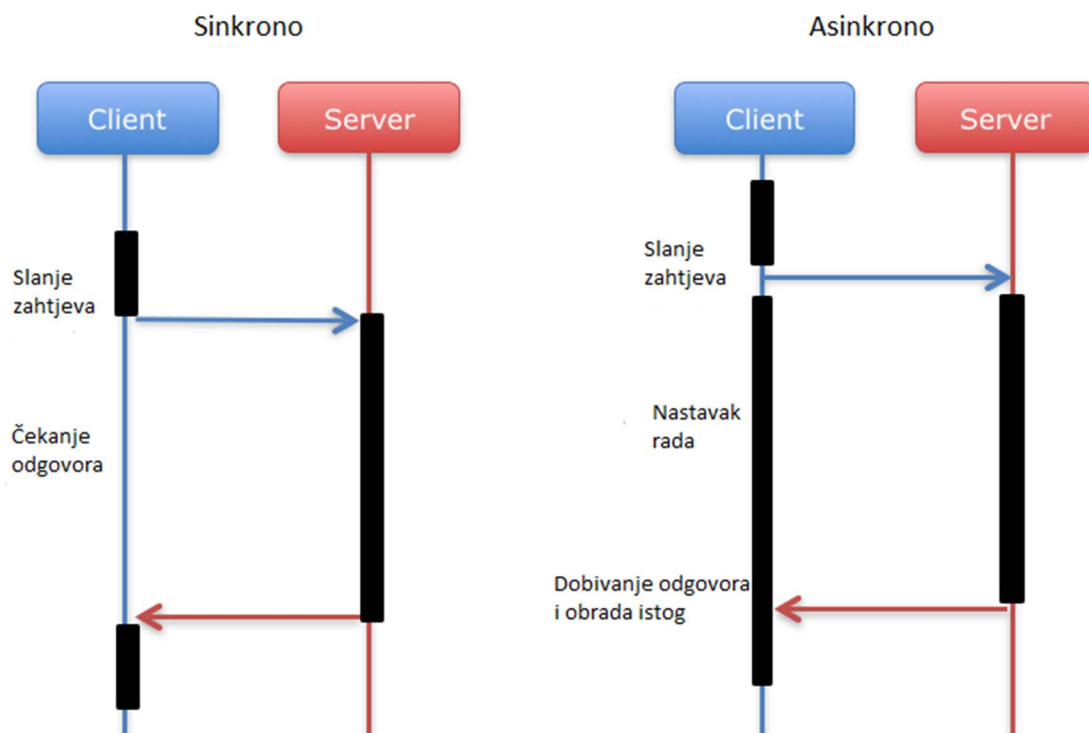 Sinkrono
Client
Server
Slanje
zahtjeva
Čekanje
odgovora
Asinkrono
Client
Server
Slanje
zahtjeva
Nastavak
rada
Dobivanje odgovora
i obrada istog